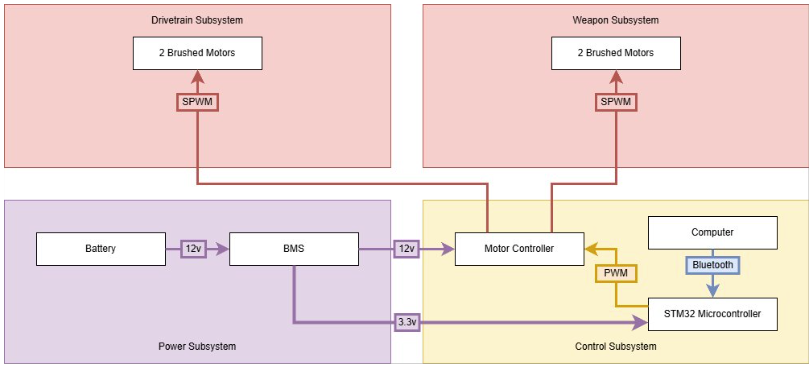 Drivetrain Subsystem
2 Brushed Motors
SPWM
Weapon Subsystem
2 Brushed Motors
SPWM
Battery
12v
BMS
12v
3.3v
Power Subsystem
Motor Controller
Computer
Bluetooth
PWM
STM32 Microcontroller
Control Subsystem